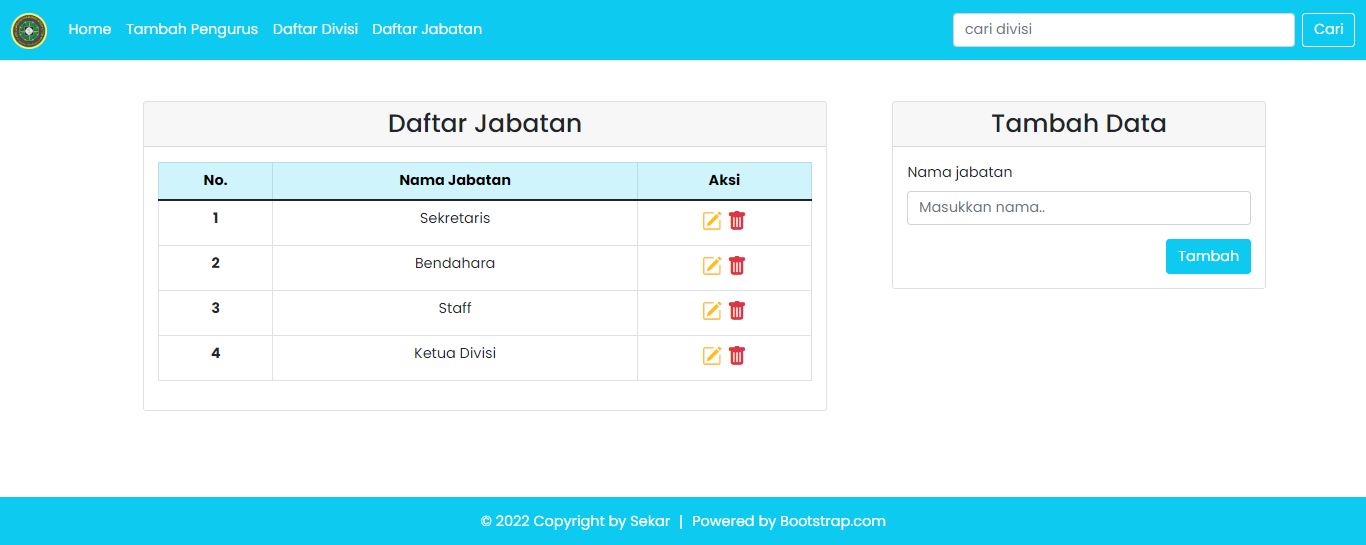 Home Tambah Pengurus Daftar Divisi Daftar Jabatan cari divisi Cari
Daftar Jabatan
No. Nama Jabatan Aksi
1 Sekretaris
2 Bendahara
3 Staff
4 Ketua Divisi
Tambah Data
Nama jabatan
Masukkan nama..
Tambah
© 2022 Copyright by Sekar | Powered by Bootstrap.com